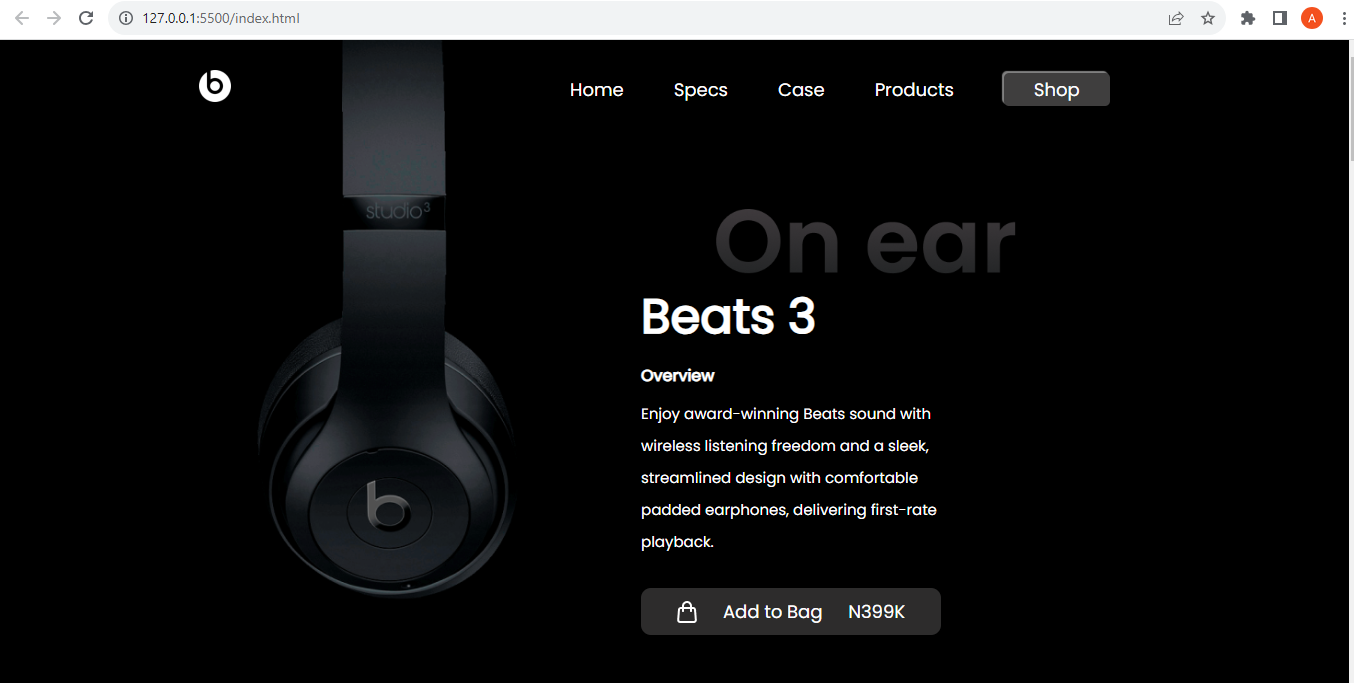 127.0.0.1:5500/index.html
A
b
Home Specs Case Products Shop
studio3
On ear
Beats 3
Overview
Enjoy award-winning Beats sound with
wireless listening freedom and a sleek,
streamlined design with comfortable
padded earphones, delivering first-rate
playback.
b
Add to Bag N399K